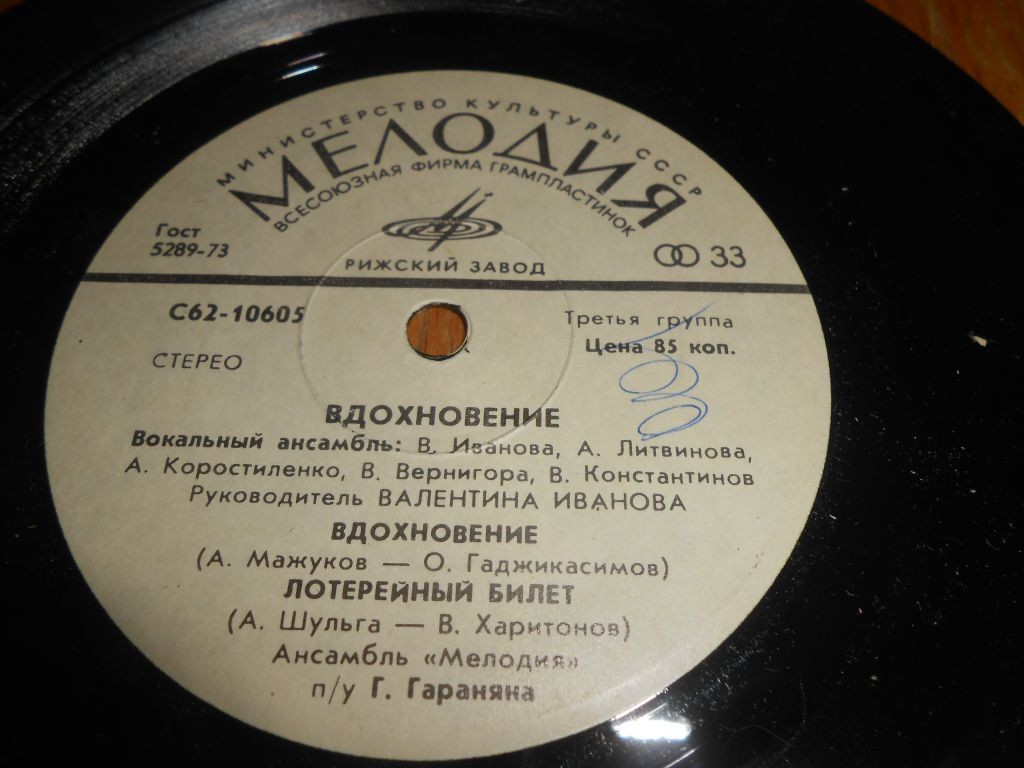 МИНИСТЕРСТВО КУЛЬТУРЫ СССР
МЕЛОДИЯ
ВСЕСОЮЗНАЯ ФИРМА ГРАМПЛАСТИНОК
Гост
5289-73
33
РИЖСКИЙ ЗАВОД
С62-10605
Третья группа
СТЕРЕО
Цена 85 коп.
ВДОХНОВЕНИЕ
Вокальный ансамбль: В. Иванова, А. Литвинова,
А. Коростиленко, В. Вернигора, В. Константинов
Руководитель ВАЛЕНТИНА ИВАНОВА
ВДОХНОВЕНИЕ
(А. Мажуков — О. Гаджикасимов)
ЛОТЕРЕЙНЫЙ БИЛЕТ
(А. Шульга — В. Харитонов)
Ансамбль «Мелодия»
п/у Г. Гараняна